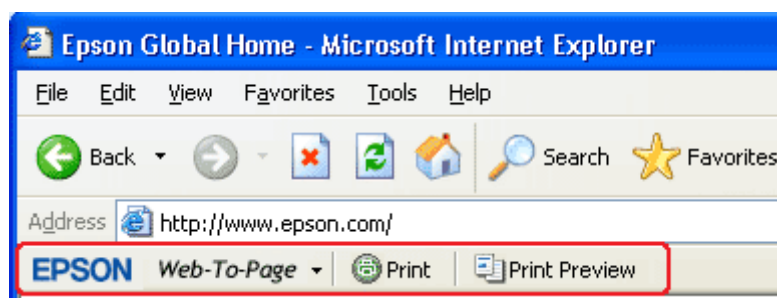 Epson Global Home - Microsoft Internet Explorer
File Edit View Favorites Tools Help
Back Search Favorites
Address http://www.epson.com/
EPSON Web-To-Page Print Print Preview